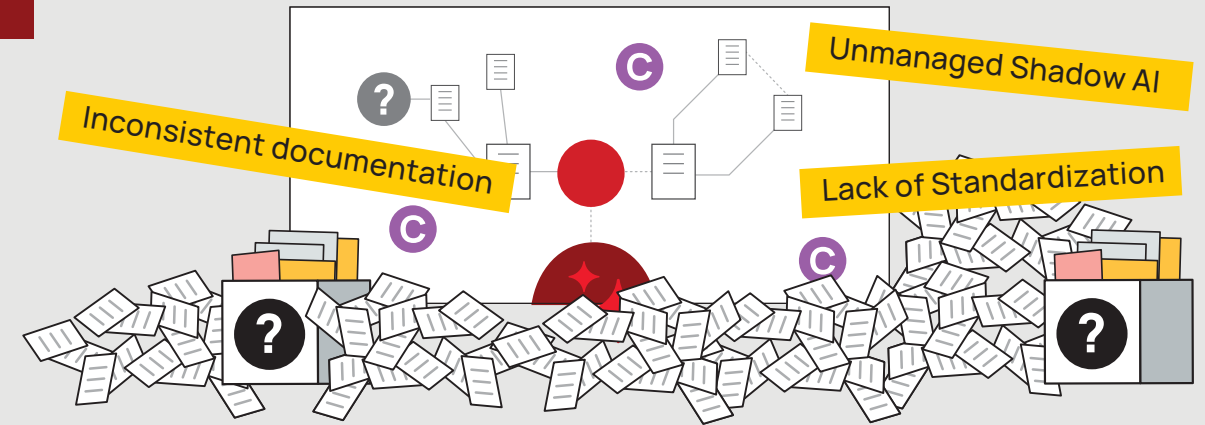 Unmanaged Shadow AI
C
?
Inconsistent documentation
Lack of Standardization
C
C
?
?